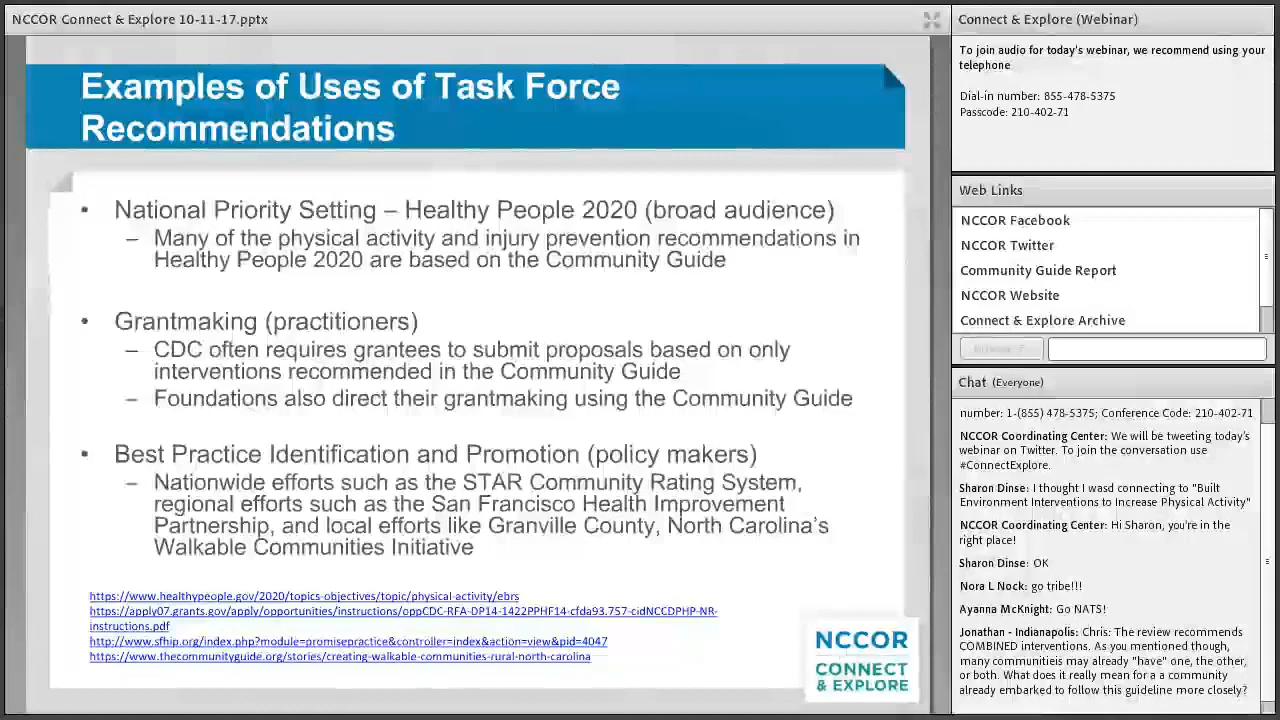 NCCOR Connect & Explore 10-11-17.pptx
Examples of Uses of Task Force
Recommendations
• National Priority Setting – Healthy People 2020 (broad audience)
– Many of the physical activity and injury prevention recommendations in
Healthy People 2020 are based on the Community Guide
• Grantmaking (practitioners)
– CDC often requires grantees to submit proposals based on only
interventions recommended in the Community Guide
– Foundations also direct their grantmaking using the Community Guide
• Best Practice Identification and Promotion (policy makers)
– Nationwide efforts such as the STAR Community Rating System,
regional efforts such as the San Francisco Health Improvement
Partnership, and local efforts like Granville County, North Carolina's
Walkable Communities Initiative
https://www.healthypeople.gov/2020/topics-objectives/topic/physical-activity/ebrs
https://apply07.grants.gov/apply/opportunities/instructions/oppCDC-RFA-DP14-1422PPHF14-cfda93.757-cidNCCDPHP-NR-
instructions.pdf
http://www.sfhip.org/index.php?module=promisepractice&controller=index&action=view&pid=4047
https://www.thecommunityguide.org/stories/creating-walkable-communities-rural-north-carolina
NCCOR
CONNECT
& EXPLORE
Connect & Explore (Webinar)
To join audio for today's webinar, we recommend using your
telephone
Dial-in number: 855-478-5375
Passcode: 210-402-71
Web Links
NCCOR Facebook
NCCOR Twitter
Community Guide Report
NCCOR Website
Connect & Explore Archive
Chat (Everyone)
number: 1-(855) 478-5375; Conference Code: 210-402-71
NCCOR Coordinating Center: We will be tweeting today's
webinar on Twitter. To join the conversation use
#ConnectExplore.
Sharon Dinse: I thought I wasd connecting to "Built
Environment Interventions to Increase Physical Activity"
NCCOR Coordinating Center: Hi Sharon, you're in the
right place!
Sharon Dinse: OK
Nora L Nock: go tribe!!!
Ayanna McKnight: Go NATS!
Jonathan - Indianapolis: Chris: The review recommends
COMBINED interventions. As you mentioned though,
many communitieis may already "have" one, the other,
or both. What does it really mean for a a community
already embarked to follow this guideline more closely?